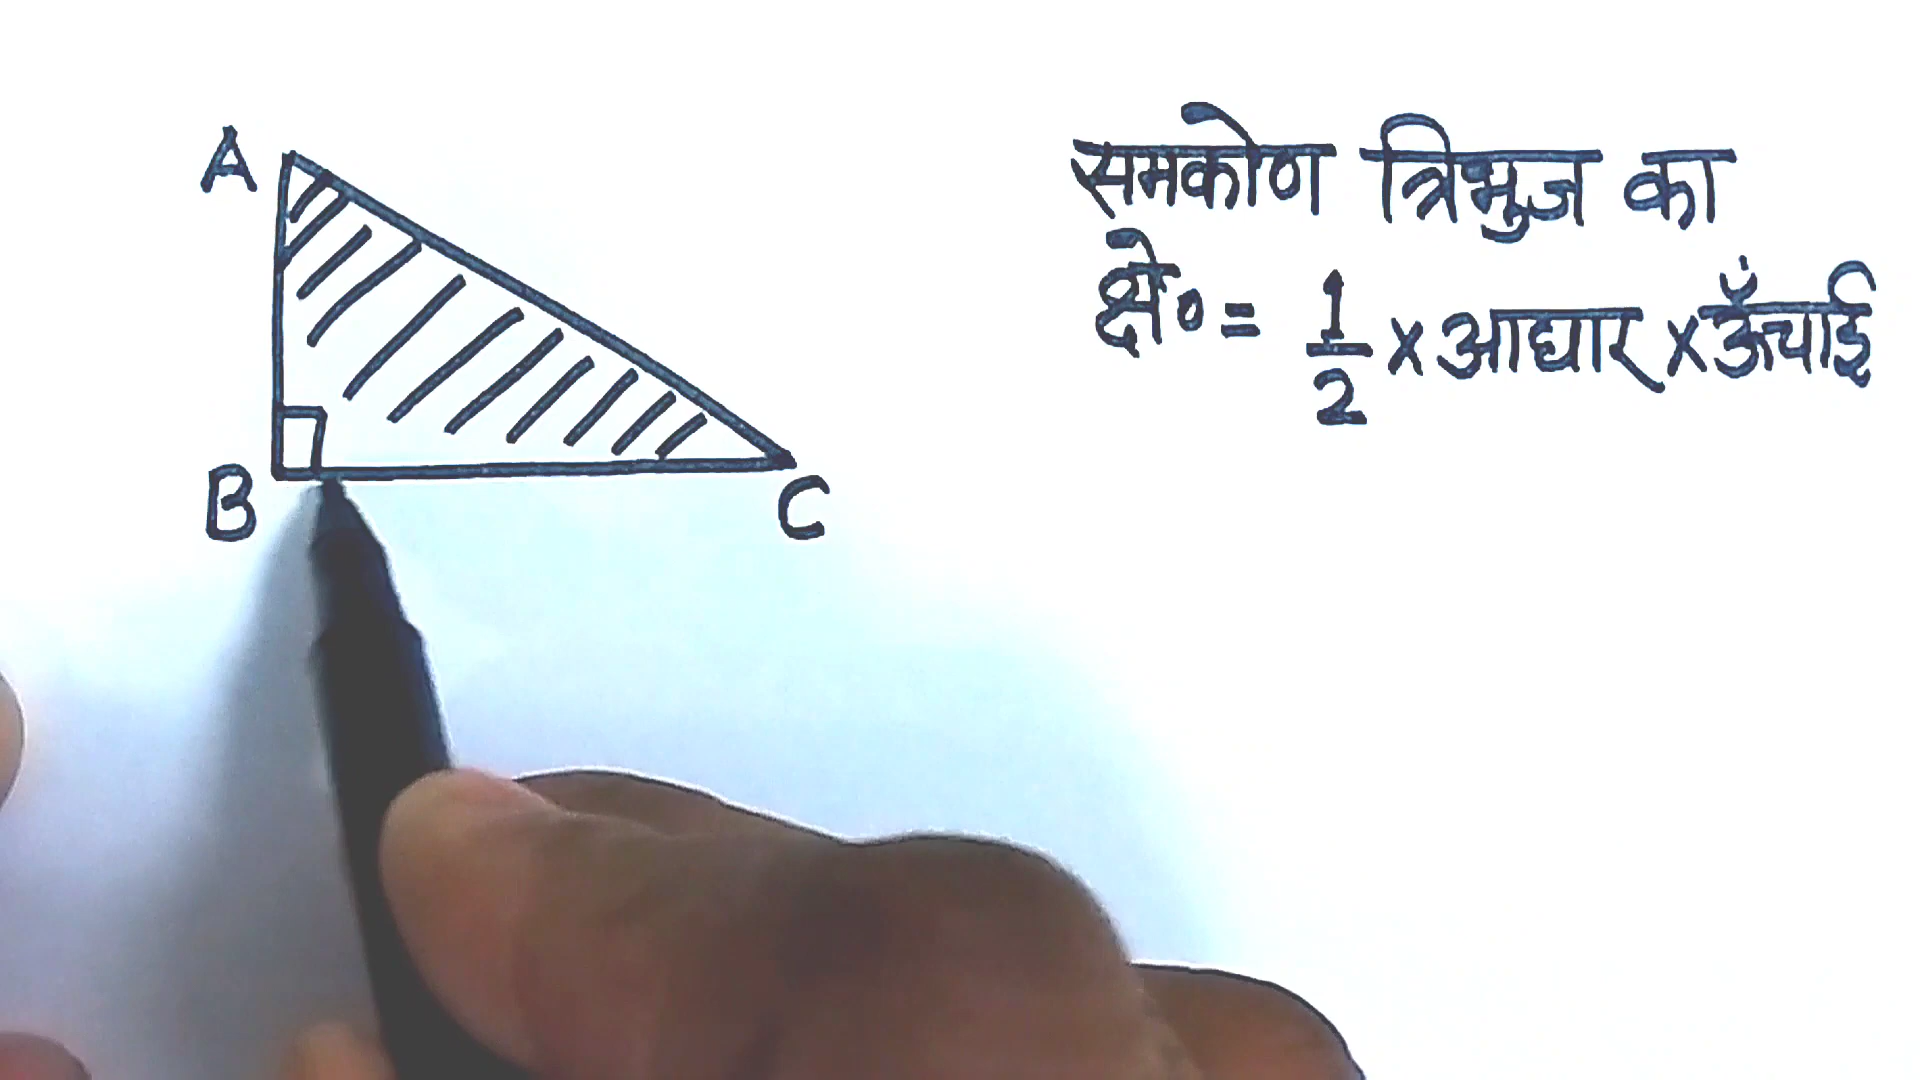 A
B
C
समकोण त्रिभुज का
क्षे० = 1/2 × आधार × ऊँचाई